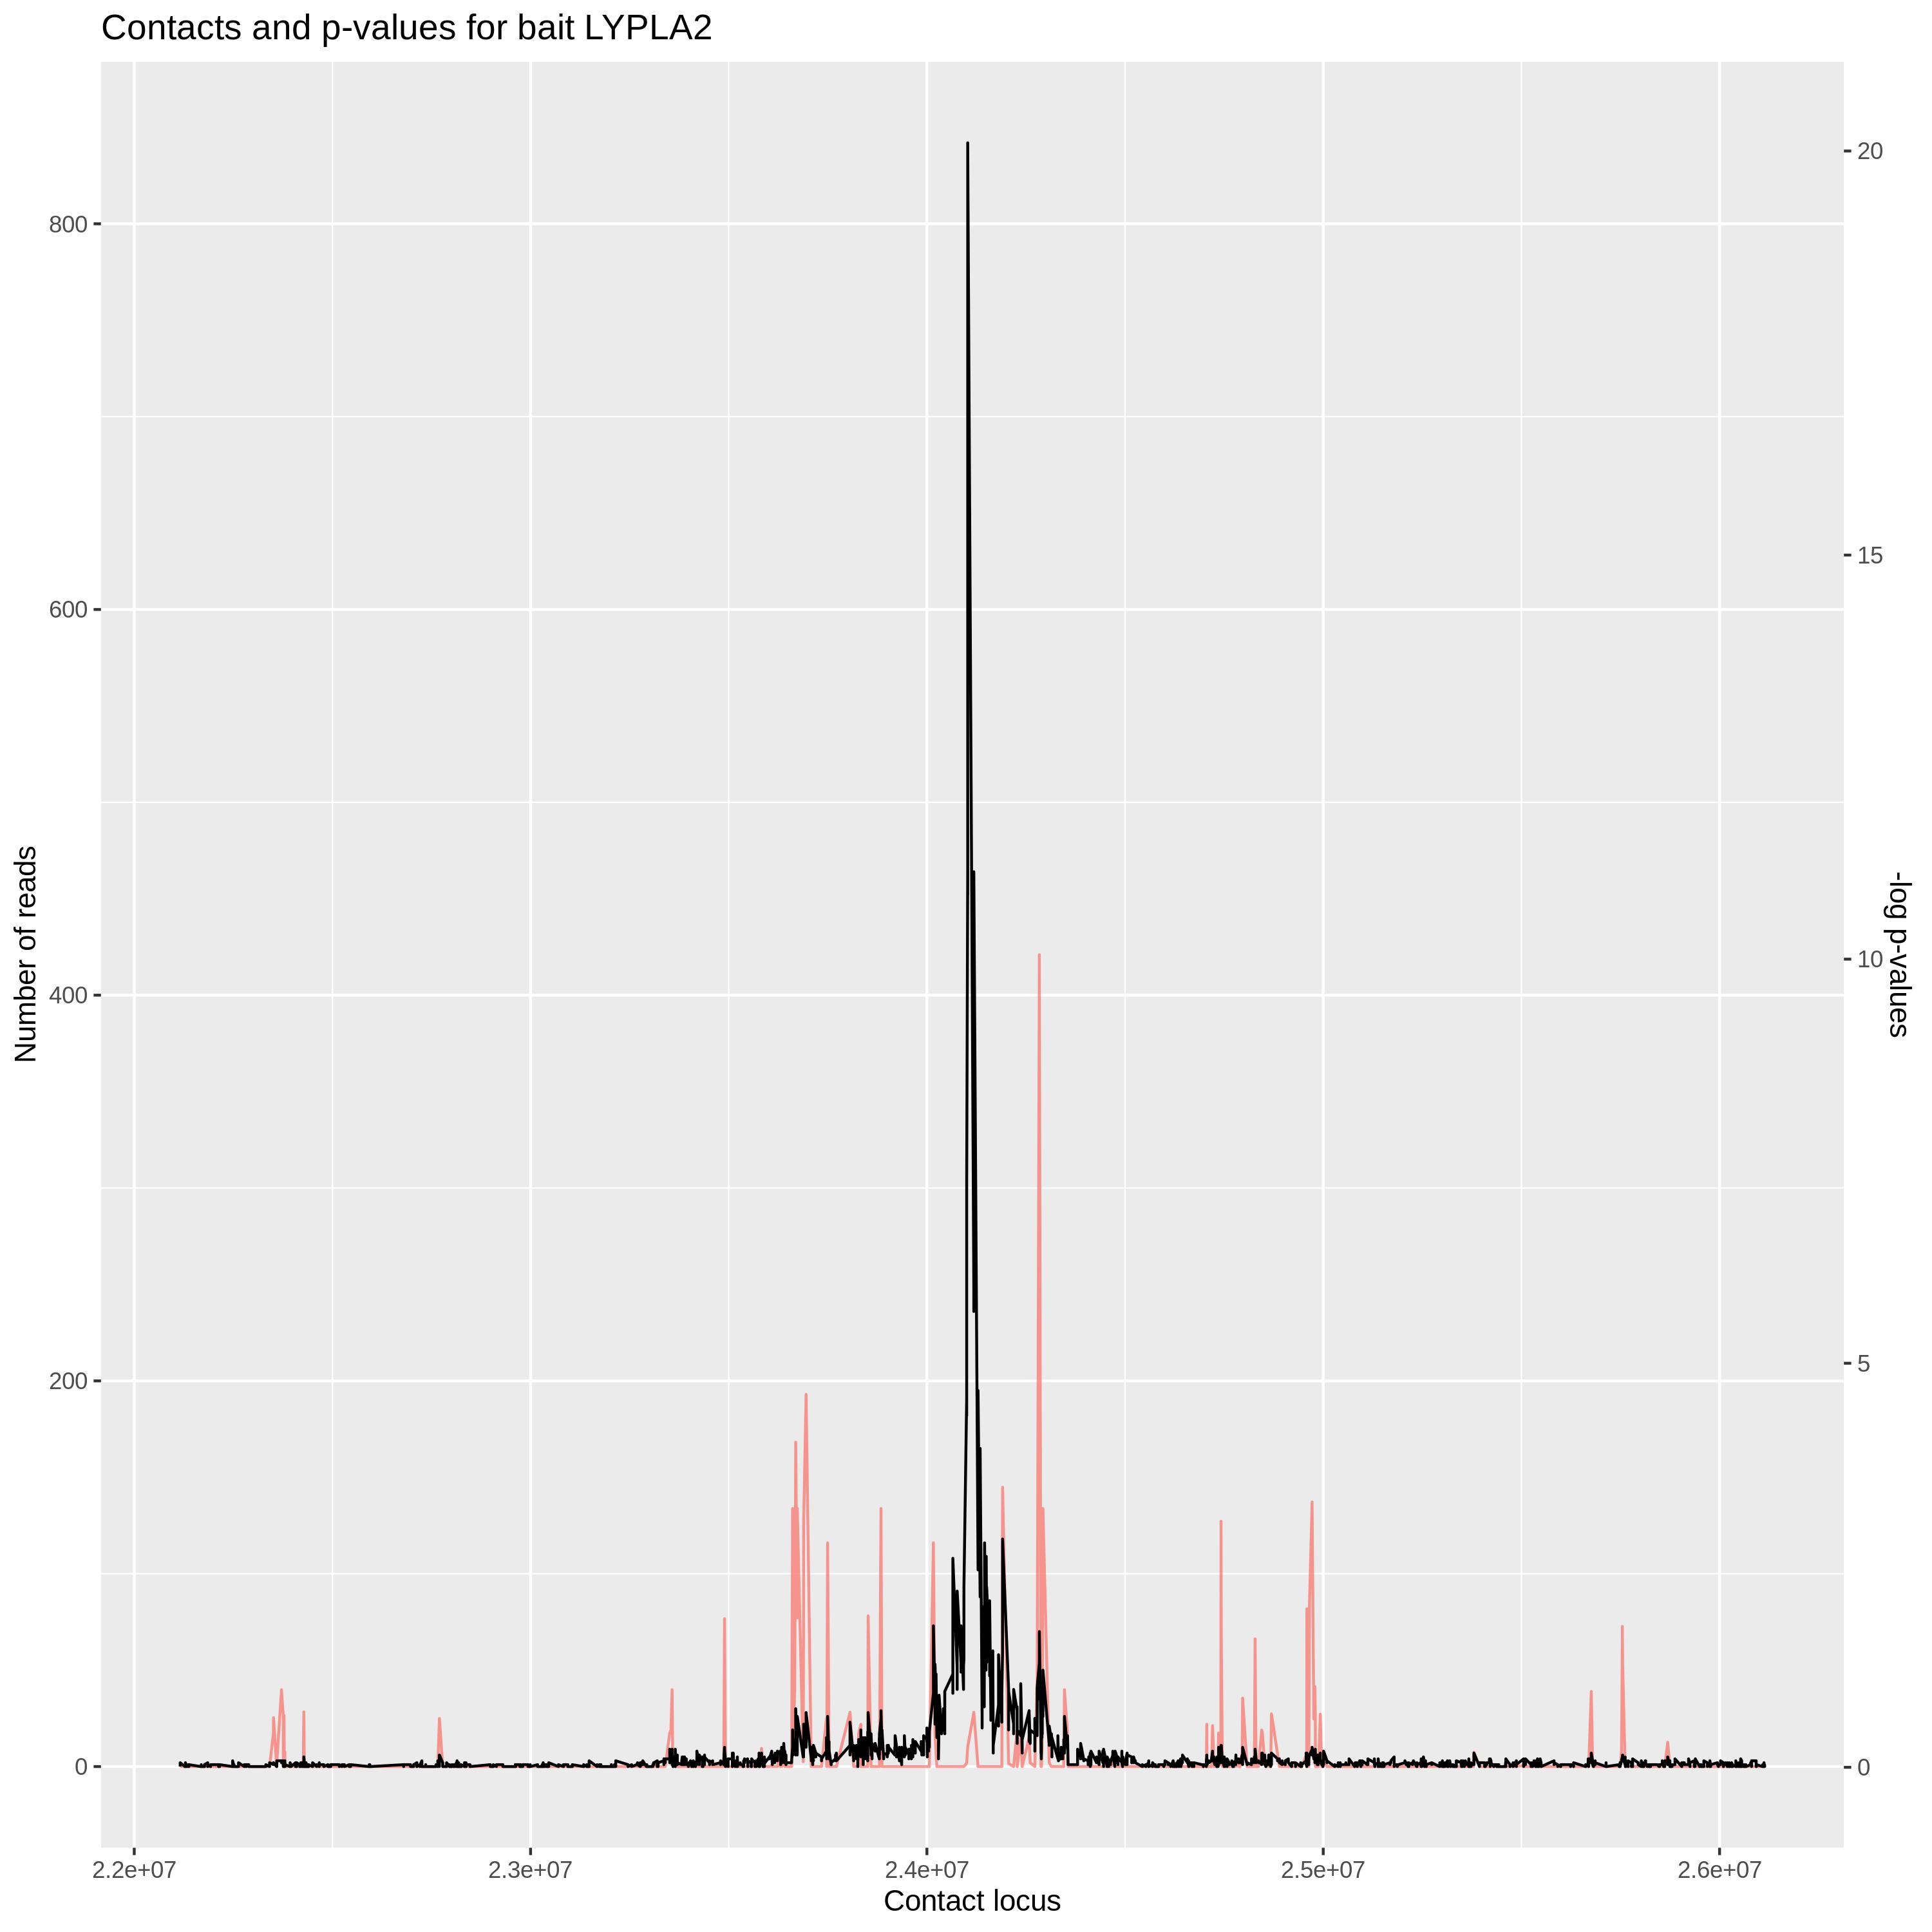 Contacts and p-values for bait LYPLA2
800
600
400
200
0
Number of reads
20
15
10
5
0
-log p-values
2.2e+07
2.3e+07
2.4e+07
2.5e+07
2.6e+07
Contact locus